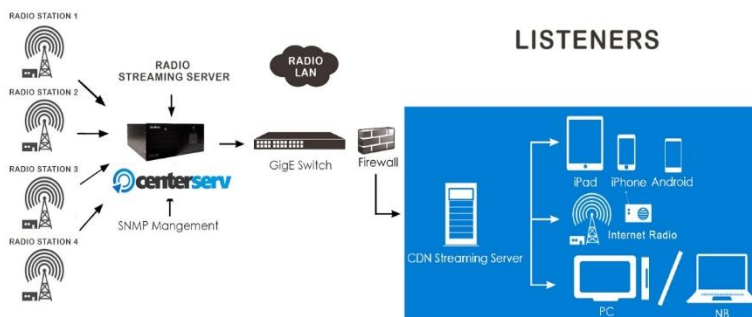 RADIO STATION 1
RADIO STATION 2
RADIO STATION 3
RADIO STATION 4
RADIO
STREAMING SERVER
centerserv
SNMP Mangement
RADIO
LAN
GigE Switch
Firewall
LISTENERS
CDN Streaming Server
iPad
iPhone
Android
Internet Radio
PC
NB